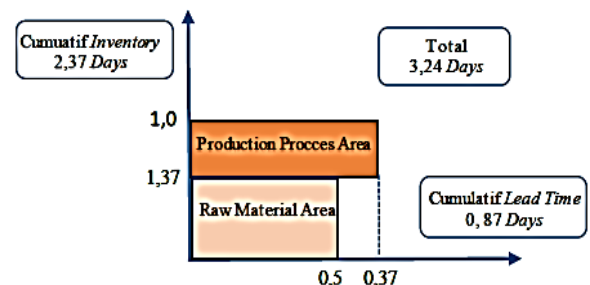 Cumuatif Inventory
2,37 Days
Total
3,24 Days
1,0
Production Procces Area
1,37
Raw Material Area
Cumulatif Lead Time
0, 87 Days
0.5
0.37